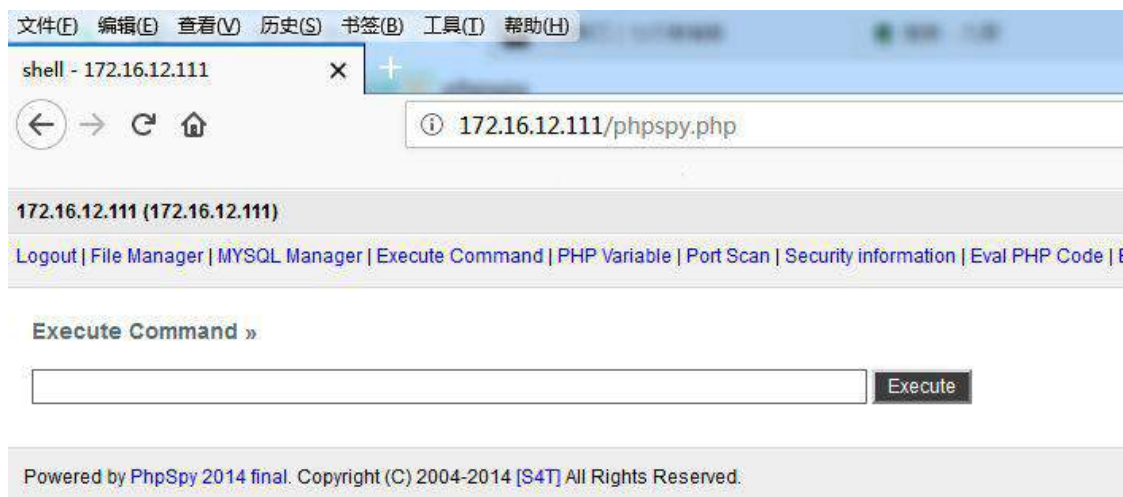 文件(F) 编辑(E) 查看(V) 历史(S) 书签(B) 工具(T) 帮助(H)
shell - 172.16.12.111
172.16.12.111/phpspy.php
172.16.12.111 (172.16.12.111)
Logout | File Manager | MYSQL Manager | Execute Command | PHP Variable | Port Scan | Security information | Eval PHP Code |
Execute Command »
Execute
Powered by PhpSpy 2014 final. Copyright (C) 2004-2014 [S4T] All Rights Reserved.